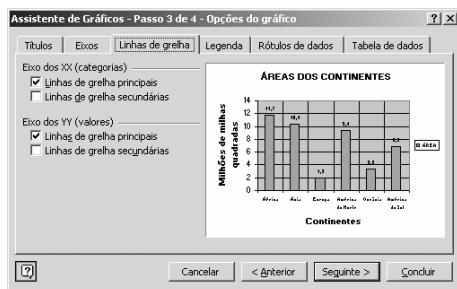 Assistente de Gráficos - Passo 3 de 4 - Opções do gráfico
Títulos Eixos Linhas de grelha Legenda Rótulos de dados Tabela de dados
Eixo dos XX (categorias)
Linhas de grelha principais
Linhas de grelha secundárias
Eixo dos YY (valores)
Linhas de grelha principais
Linhas de grelha secundárias
ÁREAS DOS CONTINENTES
Milhões de milhas
quadradas
14
12
10
8
6
4
2
0
11,7
10,4
1,9
9,4
3,3
África Ásia Europa América do Norte Oceânia América do Sul
ÁREA
Continentes
Cancelar < Anterior Seguinte > Concluir